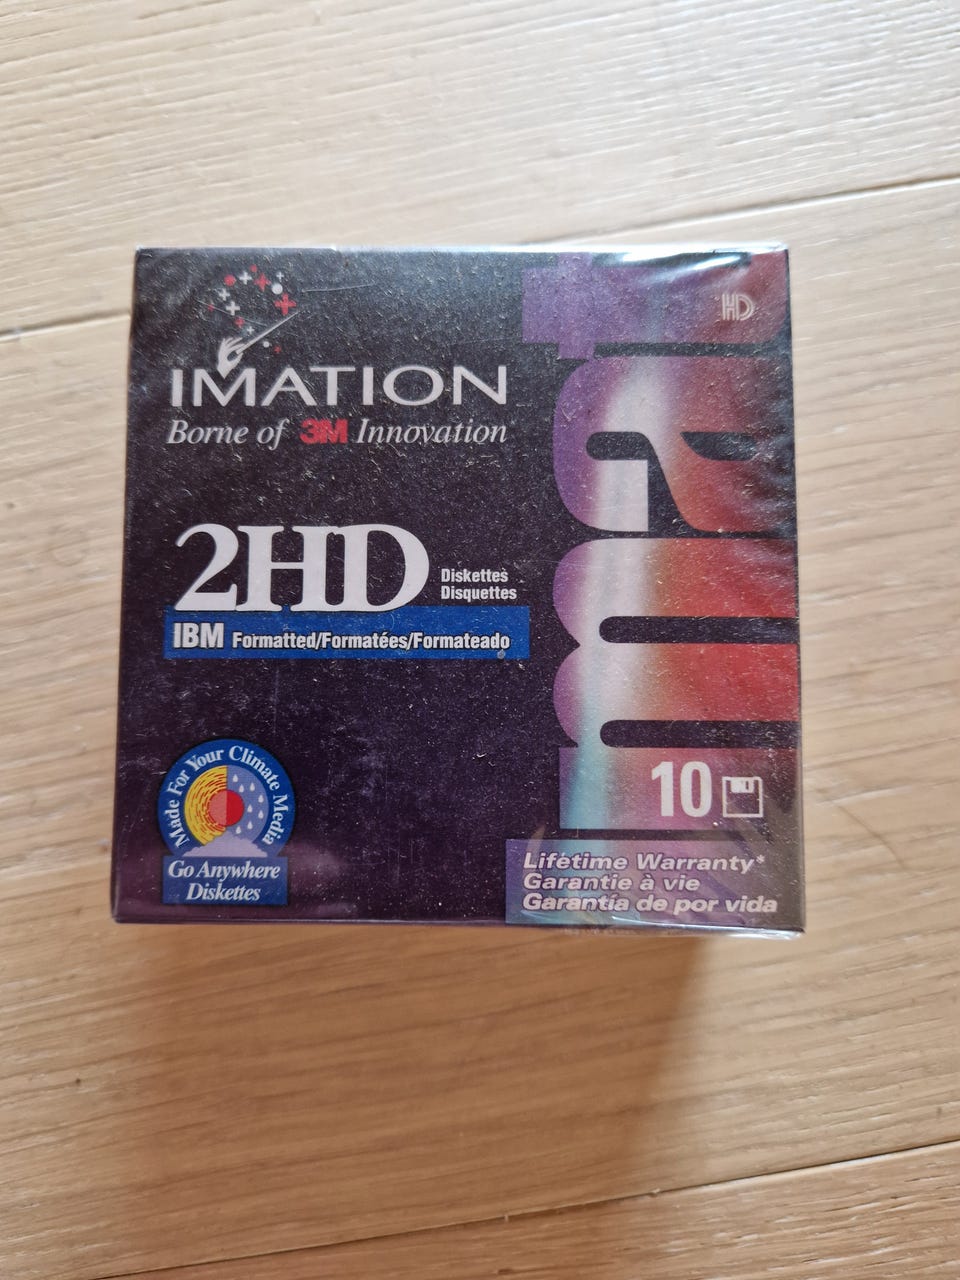 IMATION
Borne of 3M Innovation
HD
2HD
Diskettes
Disquettes
IBM Formatted/Formatées/Formateado
Made For Your Climate Media
Go Anywhere
Diskettes
10
Lifetime Warranty*
Garantie à vie
Garantía de por vida